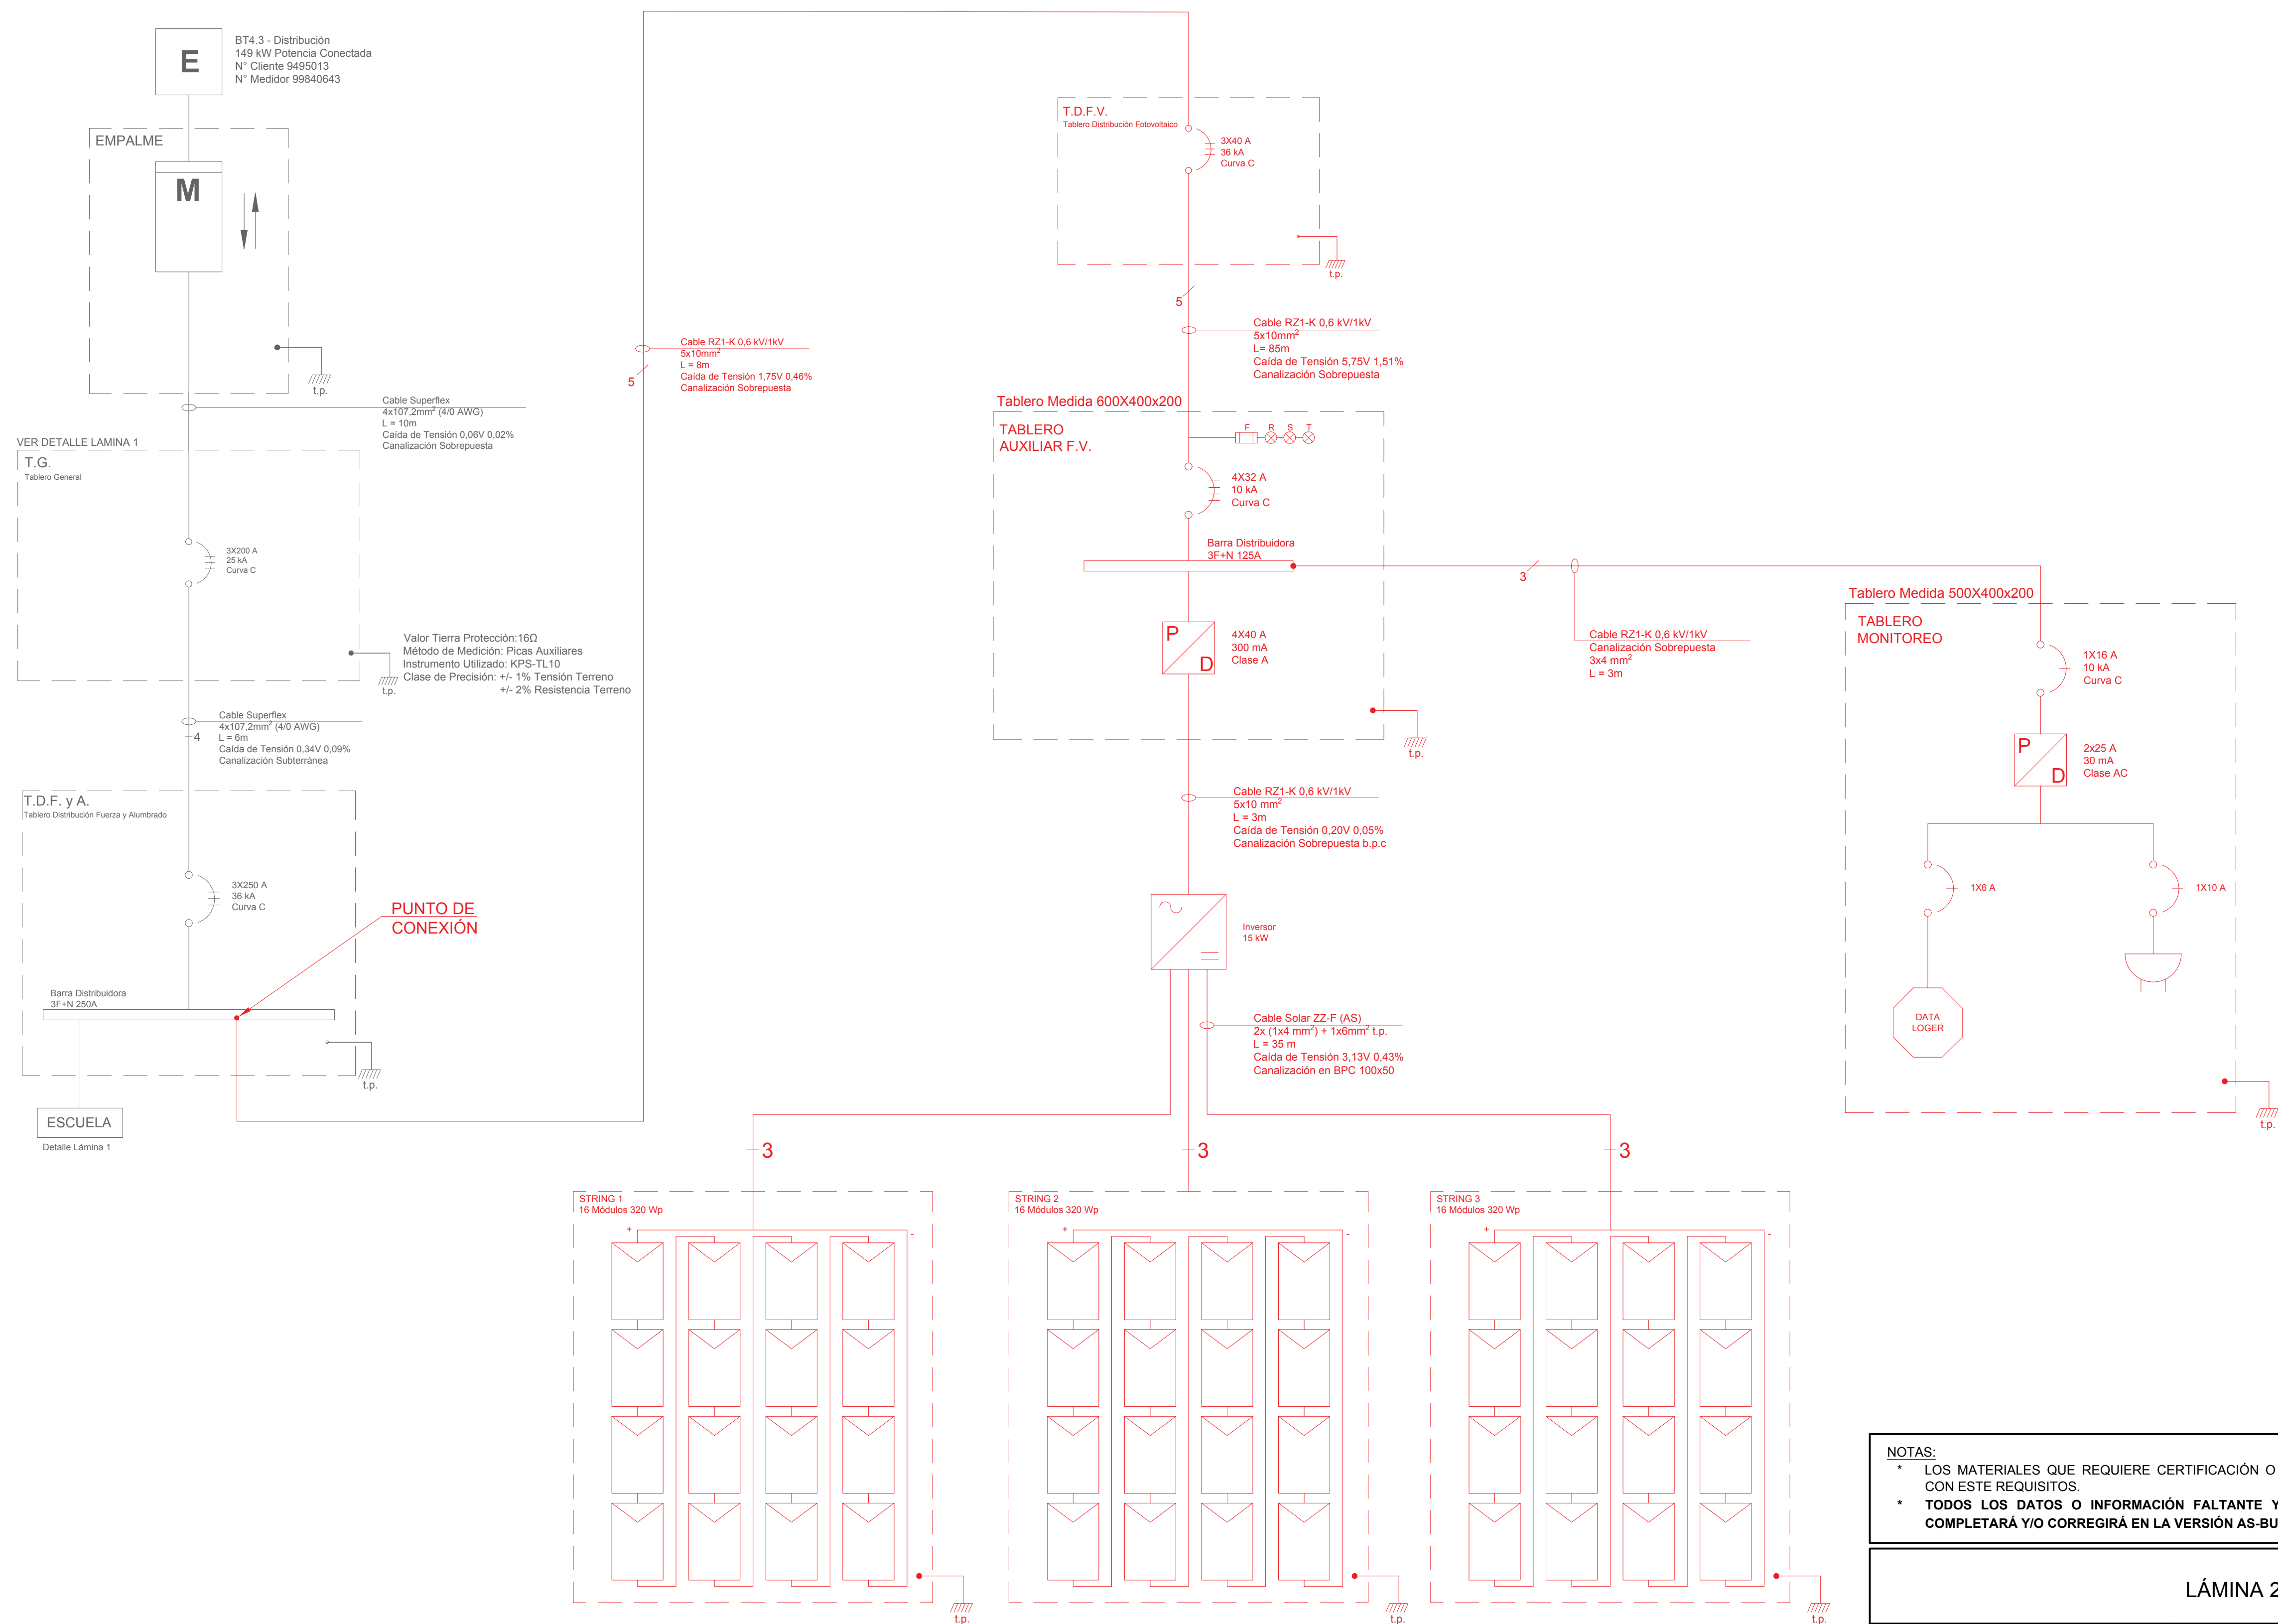 E
BT4.3 - Distribución
149 kW Potencia Conectada
N° Cliente 9495013
N° Medidor 99840643
EMPALME
M
t.p.
Cable Superflex
4x107,2mm² (4/0 AWG)
L = 10m
Caída de Tensión 0,06V 0,02%
Canalización Sobrepuesta
VER DETALLE LAMINA 1
T.G.
Tablero General
3X200 A
25 kA
Curva C
Valor Tierra Protección:16Ω
Método de Medición: Picas Auxiliares
Instrumento Utilizado: KPS-TL10
Clase de Precisión: +/- 1% Tensión Terreno
+/- 2% Resistencia Terreno
t.p.
Cable Superflex
4x107,2mm² (4/0 AWG)
4
L = 6m
Caída de Tensión 0,34V 0,09%
Canalización Subterránea
T.D.F. y A.
Tablero Distribución Fuerza y Alumbrado
3X250 A
36 kA
Curva C
PUNTO DE
CONEXIÓN
Barra Distribuidora
3F+N 250A
t.p.
ESCUELA
Detalle Lámina 1
Cable RZ1-K 0,6 kV/1kV
5x10mm²
L = 8m
Caída de Tensión 1,75V 0,46%
Canalización Sobrepuesta
5
T.D.F.V.
Tablero Distribución Fotovoltaico
3X40 A
36 kA
Curva C
t.p.
5
Cable RZ1-K 0,6 kV/1kV
5x10mm²
L= 85m
Caída de Tensión 5,75V 1,51%
Canalización Sobrepuesta
Tablero Medida 600X400x200
TABLERO
AUXILIAR F.V.
F R S T
4X32 A
10 kA
Curva C
Barra Distribuidora
3F+N 125A
P
D
4X40 A
300 mA
Clase A
t.p.
3
Cable RZ1-K 0,6 kV/1kV
Canalización Sobrepuesta
3x4 mm²
L = 3m
Tablero Medida 500X400x200
TABLERO
MONITOREO
1X16 A
10 kA
Curva C
P
D
2x25 A
30 mA
Clase AC
1X6 A
1X10 A
DATA
LOGER
t.p.
Cable RZ1-K 0,6 kV/1kV
5x10 mm²
L = 3m
Caída de Tensión 0,20V 0,05%
Canalización Sobrepuesta b.p.c
Inversor
15 kW
Cable Solar ZZ-F (AS)
2x (1x4 mm²) + 1x6mm² t.p.
L = 35 m
Caída de Tensión 3,13V 0,43%
Canalización en BPC 100x50
3
3
3
STRING 1
16 Módulos 320 Wp
+
-
t.p.
STRING 2
16 Módulos 320 Wp
+
-
t.p.
STRING 3
16 Módulos 320 Wp
+
-
t.p.
NOTAS:
* LOS MATERIALES QUE REQUIERE CERTIFICACIÓN O
CON ESTE REQUISITOS.
* TODOS LOS DATOS O INFORMACIÓN FALTANTE Y
COMPLETARÁ Y/O CORREGIRÁ EN LA VERSIÓN AS-BU
LÁMINA 2